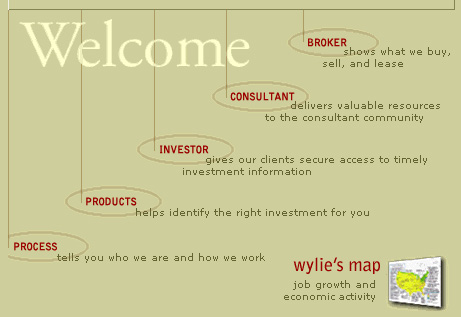 Welcome
BROKER
shows what we buy,
sell, and lease
CONSULTANT
delivers valuable resources
to the consultant community
INVESTOR
gives our clients secure access to timely
investment information
PRODUCTS
helps identify the right investment for you
PROCESS
tells you who we are and how we work
wylie's map
job growth and
economic activity